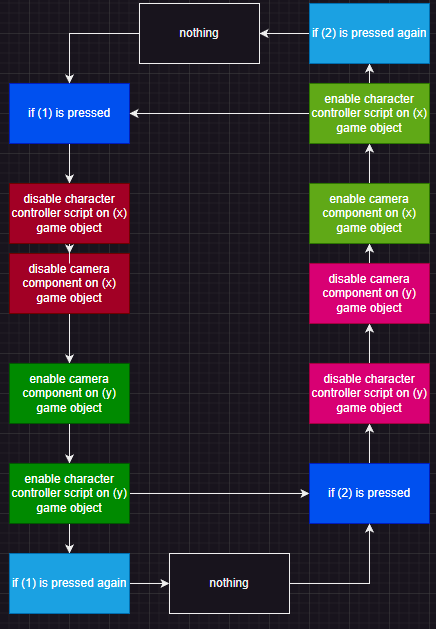 nothing
if (2) is pressed again
if (1) is pressed
enable character
controller script on (x)
game object
disable character
controller script on (x)
game object
enable camera
component on (x)
game object
disable camera
component on (x)
game object
disable camera
component on (y)
game object
enable camera
component on (y)
game object
disable character
controller script on (y)
game object
enable character
controller script on (y)
game object
if (2) is pressed
if (1) is pressed again
nothing